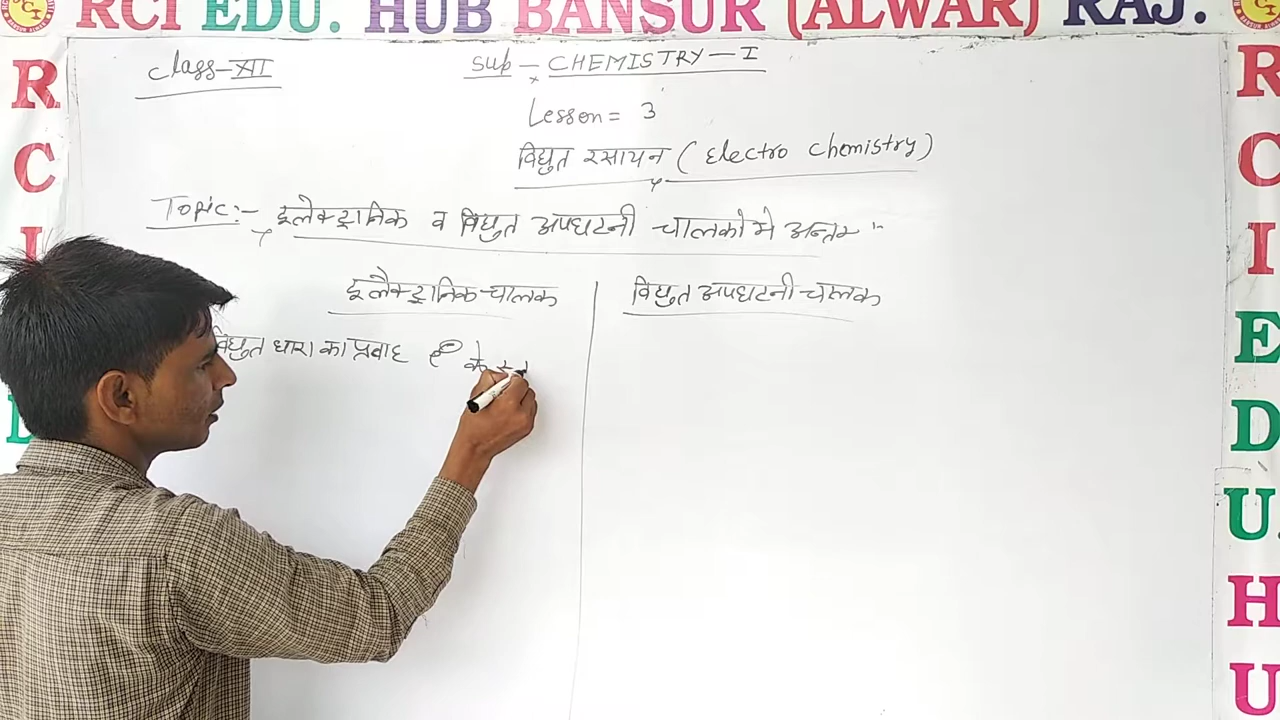 RCI EDU. HUB BANSUR (ALWAR) RAJ.
Class-XII
Sub - CHEMISTRY-I
Lesson = 3
विद्युत रसायन ( Electro chemistry)
Topic:- इलैक्ट्रानिक व विद्युत अपघटनी चालको मे अन्तर "
इलैक्ट्रानिक चालक
विद्युत अपघटनी चालक
विद्युत धारा का प्रवाह e⊖ के
R
C
I
D
R
C
I
E
D
U.
H
U